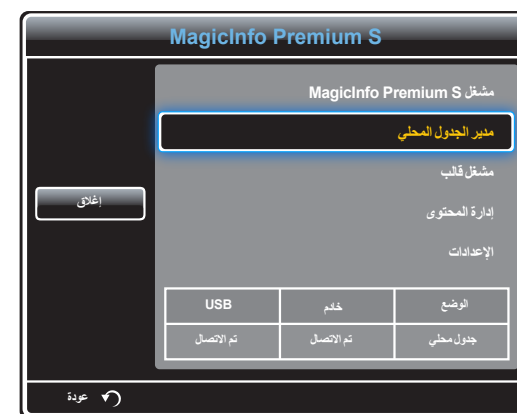 MagicInfo Premium S
مشغل MagicInfo Premium S
مدير الجدول المحلي
مشغل قالب
إدارة المحتوى
الإعدادات
إغلاق
الوضع خادم USB
جدول محلي تم الاتصال تم الاتصال
عودة